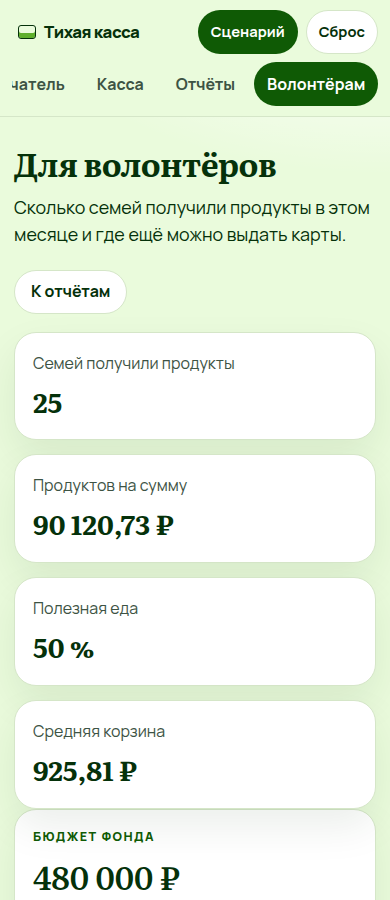 Тихая касса
Сценарий
Сброс
чатель
Касса
Отчёты
Волонтёрам
Для волонтёров
Сколько семей получили продукты в этом
месяце и где ещё можно выдать карты.
К отчётам
Семей получили продукты
25
Продуктов на сумму
90 120,73 ₽
Полезная еда
50 %
Средняя корзина
925,81 ₽
БЮДЖЕТ ФОНДА
480 000 ₽